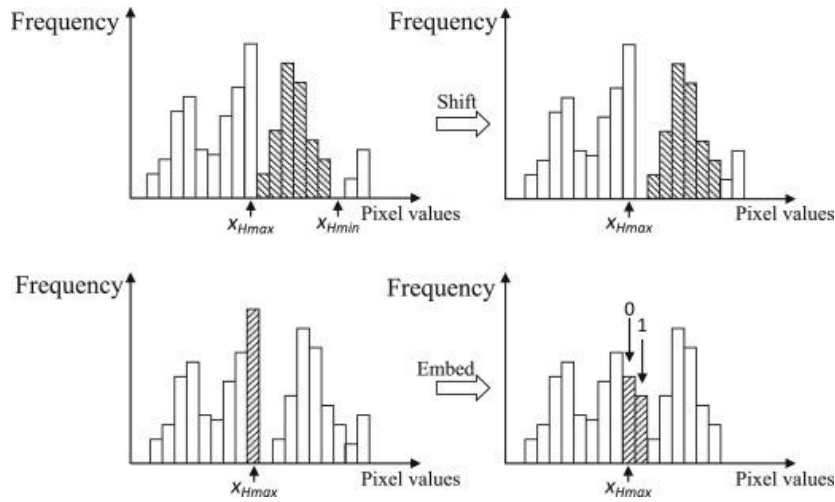 Frequency
Frequency
Shift
x_Hmax
x_Hmin
Pixel values
x_Hmax
Pixel values
Frequency
Frequency
0
1
Embed
x_Hmax
Pixel values
x_Hmax
Pixel values